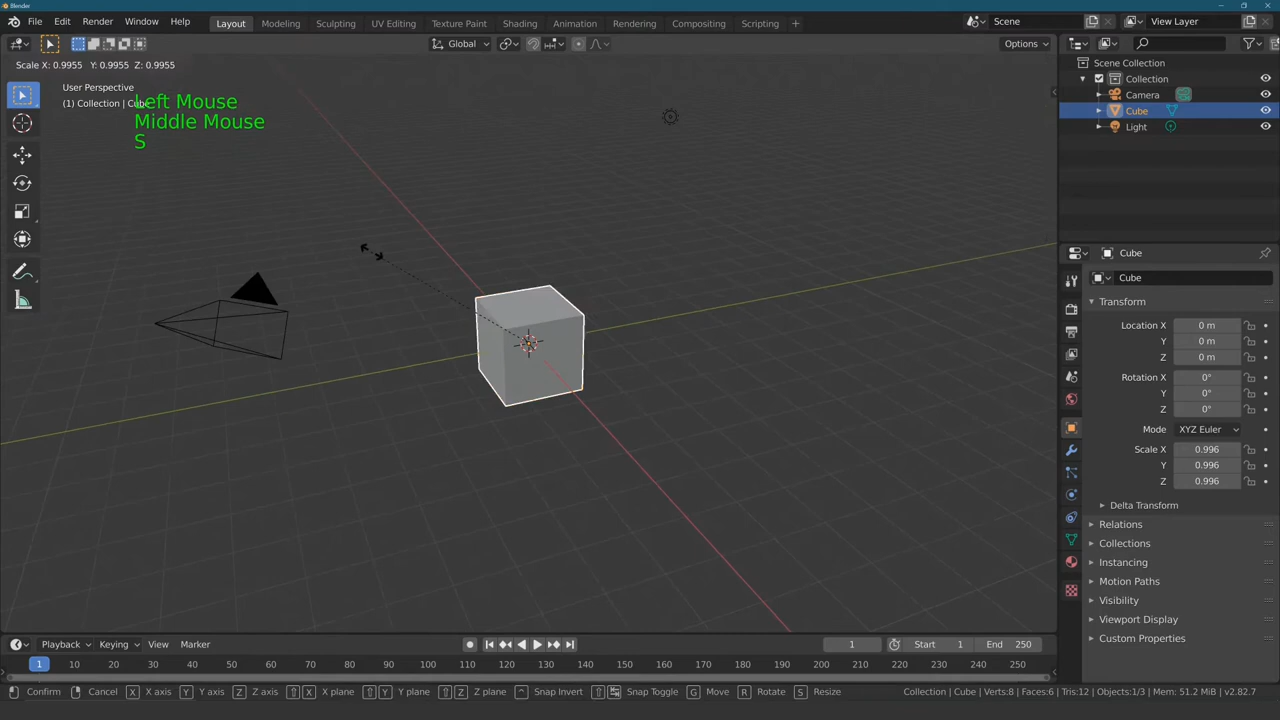 Blender
File Edit Render Window Help Layout Modeling Sculpting UV Editing Texture Paint Shading Animation Rendering Compositing Scripting + Scene View Layer
Global Options
Scale X: 0.9955 Y: 0.9955 Z: 0.9955
User Perspective
(1) Collection | Cube
Left Mouse
Middle Mouse
S
Scene Collection
Collection
Camera
Cube
Light
Cube
Cube
Transform
Location X 0 m
Y 0 m
Z 0 m
Rotation X 0°
Y 0°
Z 0°
Mode XYZ Euler
Scale X 0.996
Y 0.996
Z 0.996
Delta Transform
Relations
Collections
Instancing
Motion Paths
Visibility
Viewport Display
Custom Properties
Playback Keying View Marker 1 Start 1 End 250
1 10 20 30 40 50 60 70 80 90 100 110 120 130 140 150 160 170 180 190 200 210 220 230 240 250
Confirm Cancel X X axis Y Y axis Z Z axis X X plane Y Y plane Z Z plane Snap Invert Snap Toggle G Move R Rotate S Resize Collection | Cube | Verts:8 | Faces:6 | Tris:12 | Objects:1/3 | Mem: 51.2 MiB | v2.82.7